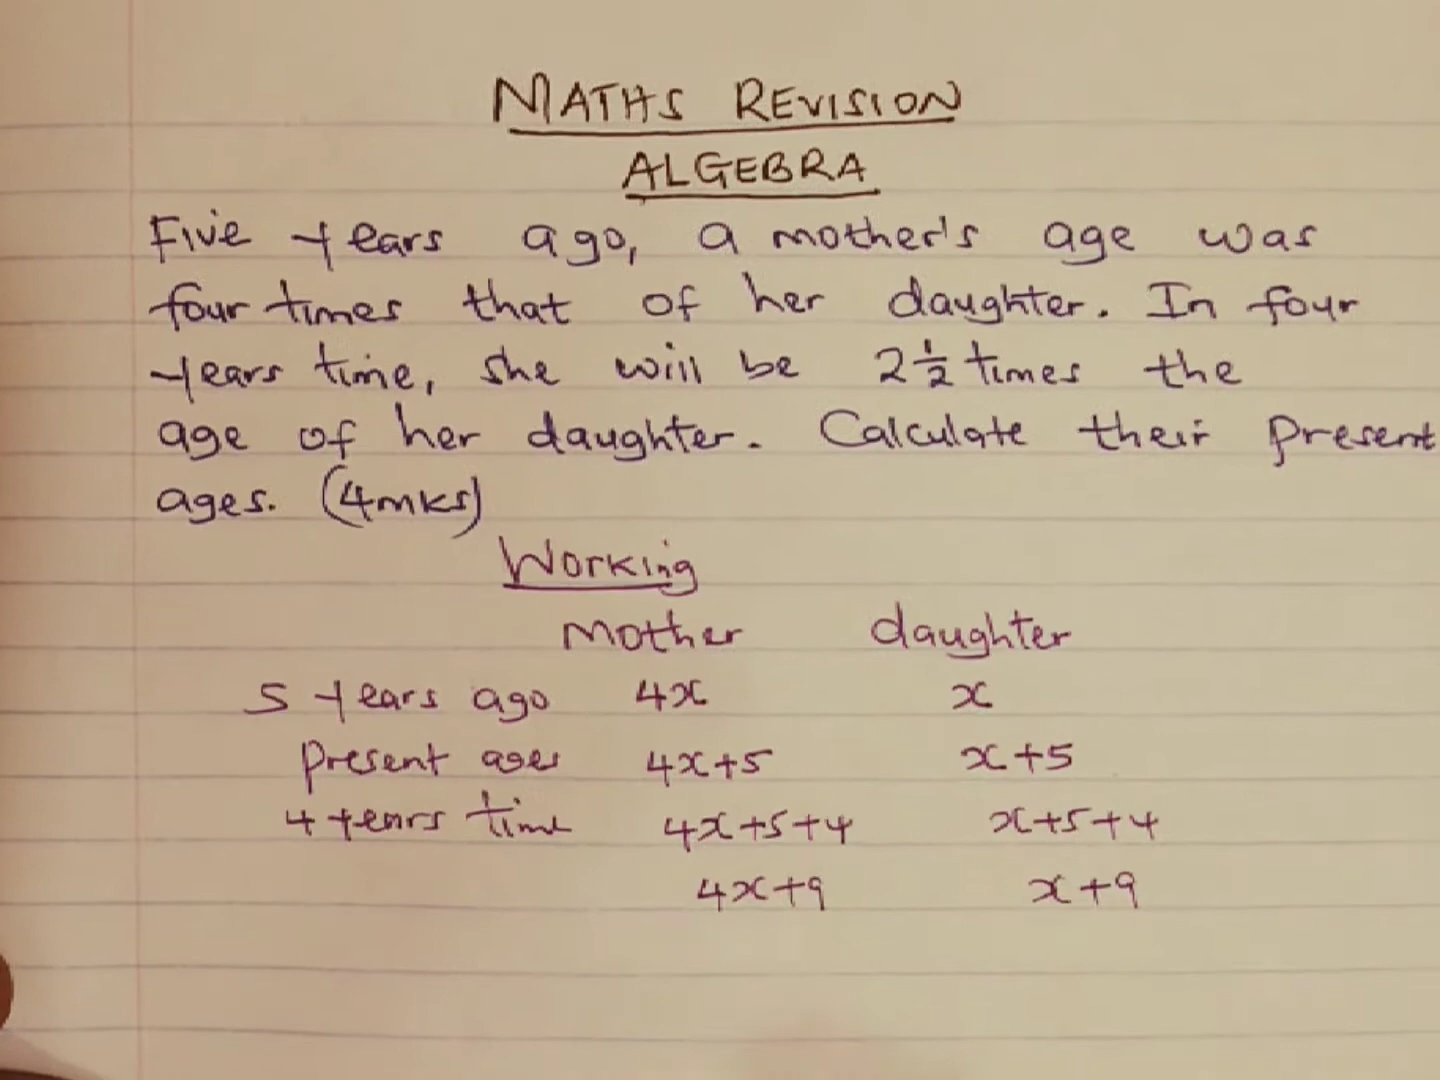 MATHS REVISION
ALGEBRA
Five years ago, a mother's age was
four times that of her daughter. In four
years time, she will be 2½ times the
age of her daughter. Calculate their present
ages. (4mks)
Working
Mother daughter
5 years ago 4x x
present ages 4x+5 x+5
4 years time 4x+5+4 x+5+4
4x+9 x+9